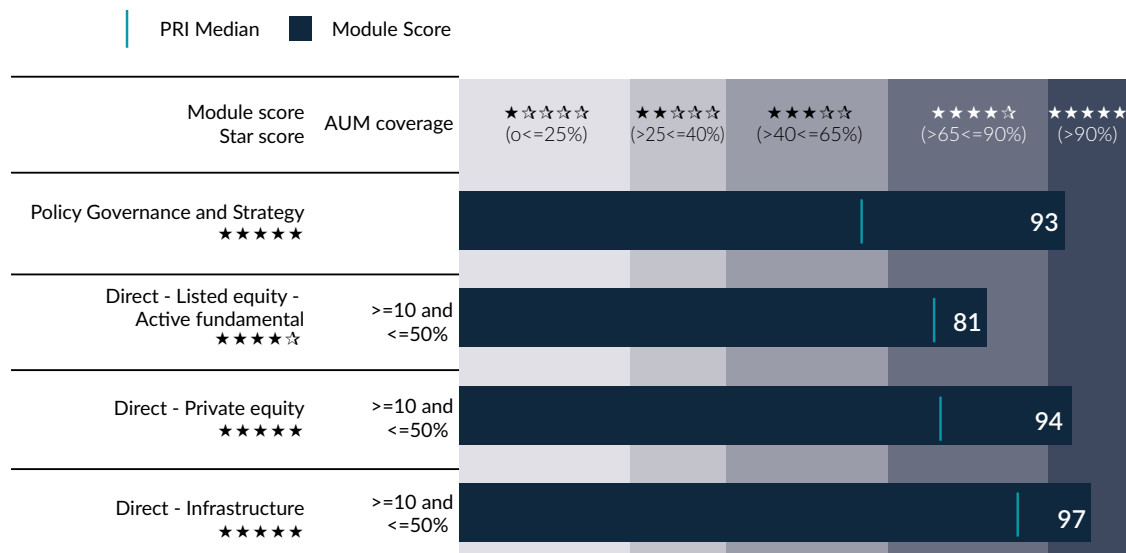 PRI Median
Module Score
Module score
Star score
AUM coverage
★☆☆☆☆
(o<=25%)
★★☆☆☆
(>25<=40%)
★★★☆☆
(>40<=65%)
★★★★☆
(>65<=90%)
★★★★★
(>90%)
Policy Governance and Strategy
★★★★★
93
Direct - Listed equity -
Active fundamental
★★★★☆
>=10 and
<=50%
81
Direct - Private equity
★★★★★
>=10 and
<=50%
94
Direct - Infrastructure
★★★★★
>=10 and
<=50%
97